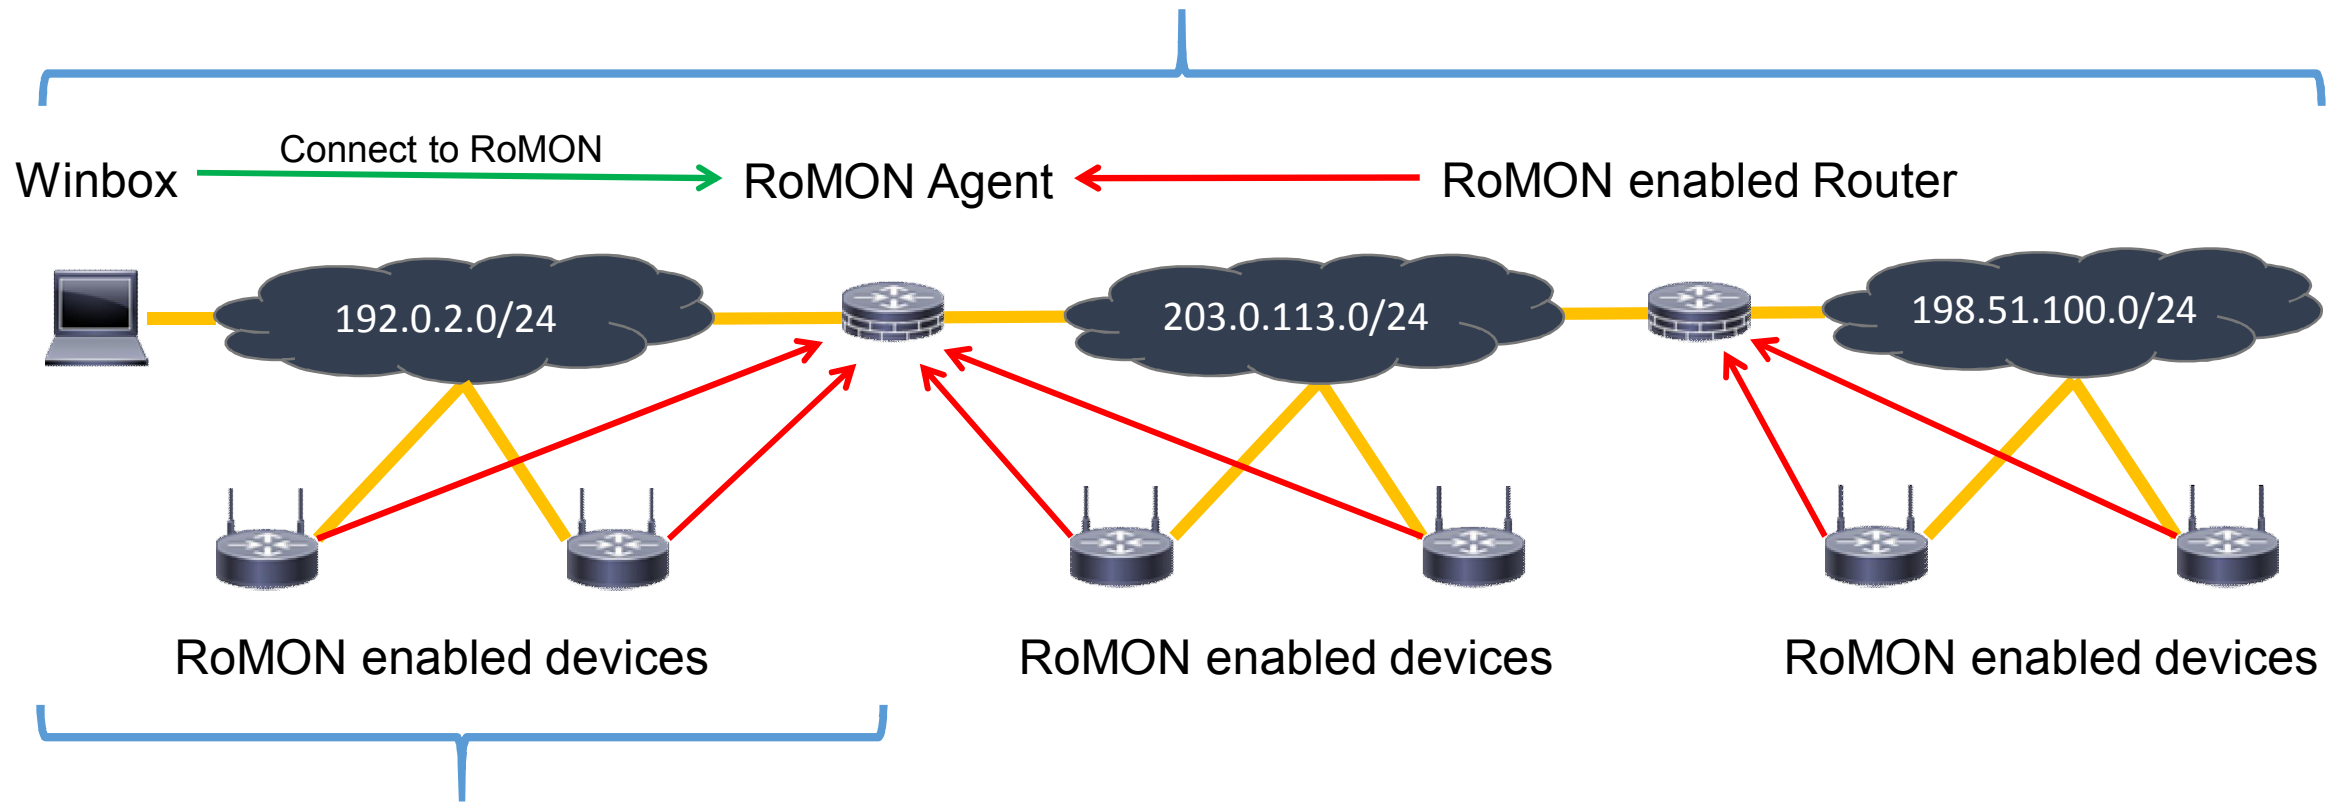 Connect to RoMON
Winbox
RoMON Agent
RoMON enabled Router
192.0.2.0/24
203.0.113.0/24
198.51.100.0/24
RoMON enabled devices
RoMON enabled devices
RoMON enabled devices